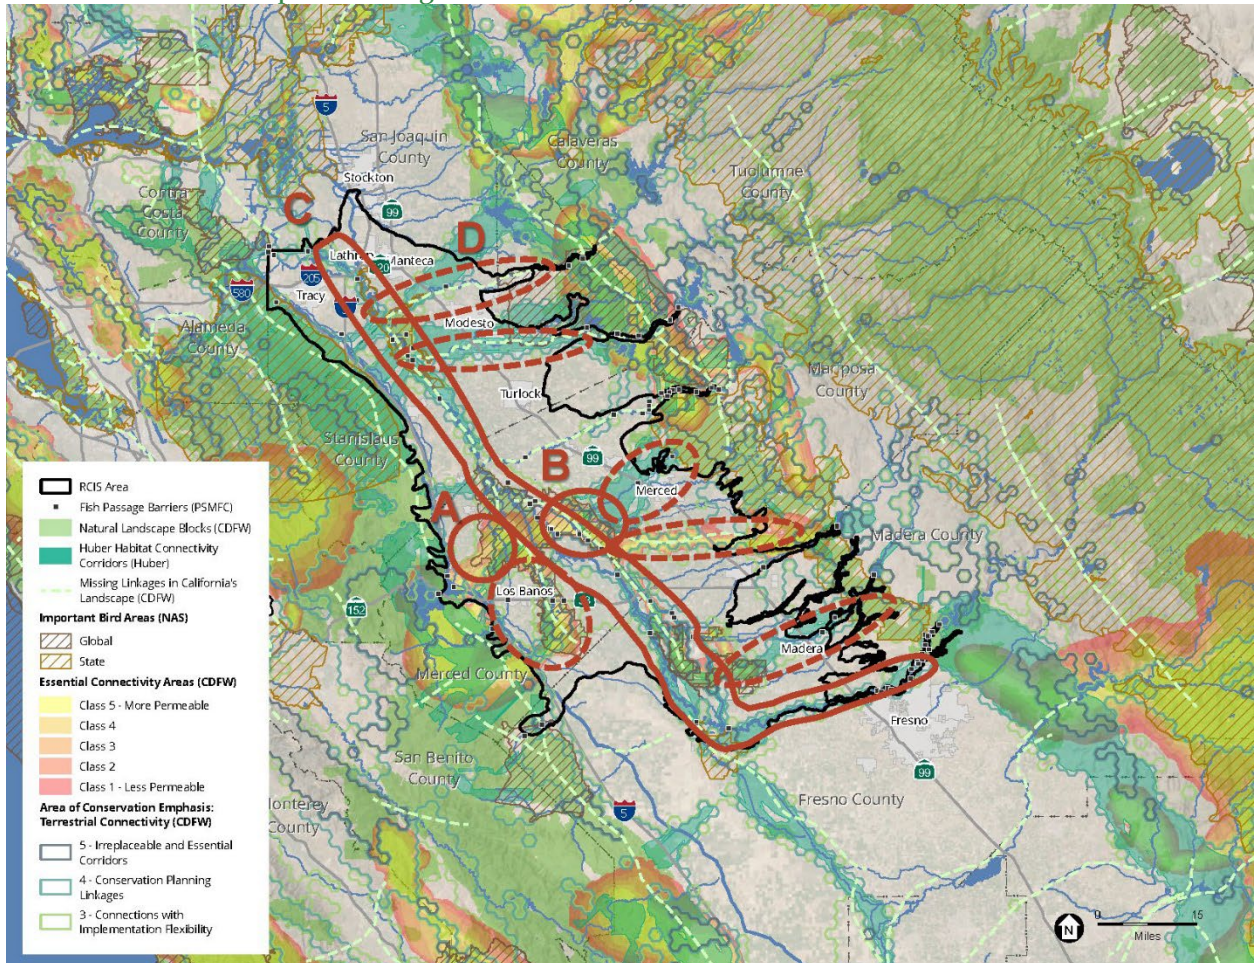 5
San Joaquin
County
Calaveras
County
Tuolumne
County
Stockton
Contra
Costa
County
C
99
D
Lathrop
Manteca
205
Tracy
580
Modesto
Alameda
County
Mariposa
County
Turlock
Stanislaus
County
B
99
Merced
A
Madera County
Los Banos
152
Madera
Merced County
Fresno
San Benito
County
99
Fresno County
5
Monterey
County
RCIS Area
Fish Passage Barriers (PSMFC)
Natural Landscape Blocks (CDFW)
Huber Habitat Connectivity
Corridors (Huber)
Missing Linkages in California's
Landscape (CDFW)
Important Bird Areas (NAS)
Global
State
Essential Connectivity Areas (CDFW)
Class 5 - More Permeable
Class 4
Class 3
Class 2
Class 1 - Less Permeable
Area of Conservation Emphasis:
Terrestrial Connectivity (CDFW)
5 - Irreplaceable and Essential
Corridors
4 - Conservation Planning
Linkages
3 - Connections with
Implementation Flexibility
N
0 15
Miles